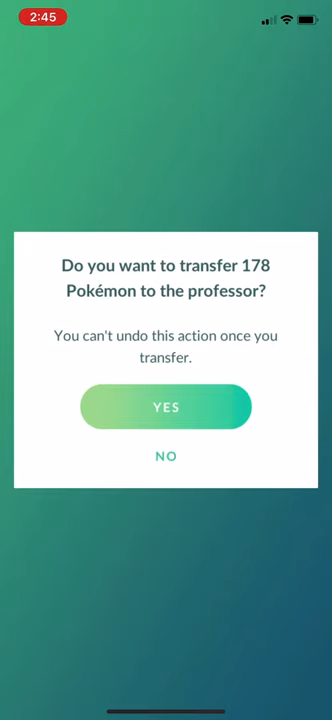 2:45
Do you want to transfer 178
Pokémon to the professor?
You can't undo this action once you
transfer.
YES
NO